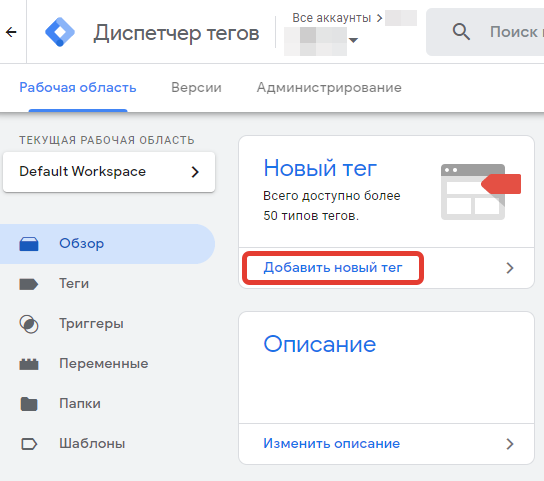 Диспетчер тегов
Все аккаунты >
Поиск
Рабочая область
Версии
Администрирование
ТЕКУЩАЯ РАБОЧАЯ ОБЛАСТЬ
Default Workspace
Обзор
Теги
Триггеры
Переменные
Папки
Шаблоны
Новый тег
Всего доступно более
50 типов тегов.
Добавить новый тег
Описание
Изменить описание